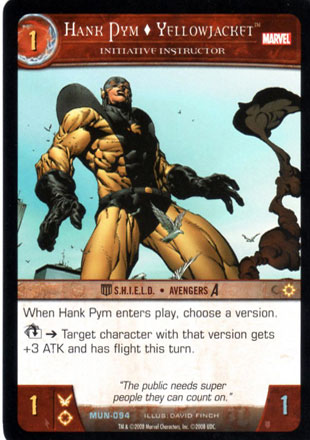 1
HANK PYM ♦ YELLOWJACKET™
MARVEL
INITIATIVE INSTRUCTOR
S.H.I.E.L.D. • AVENGERS A
C
When Hank Pym enters play, choose a version.
→ Target character with that version gets
+3 ATK and has flight this turn.
"The public needs super
people they can count on."
1
MUN-094 ILLUS: DAVID FINCH
1
TM & ©2008 Marvel Characters, Inc. ©2008 UDC.